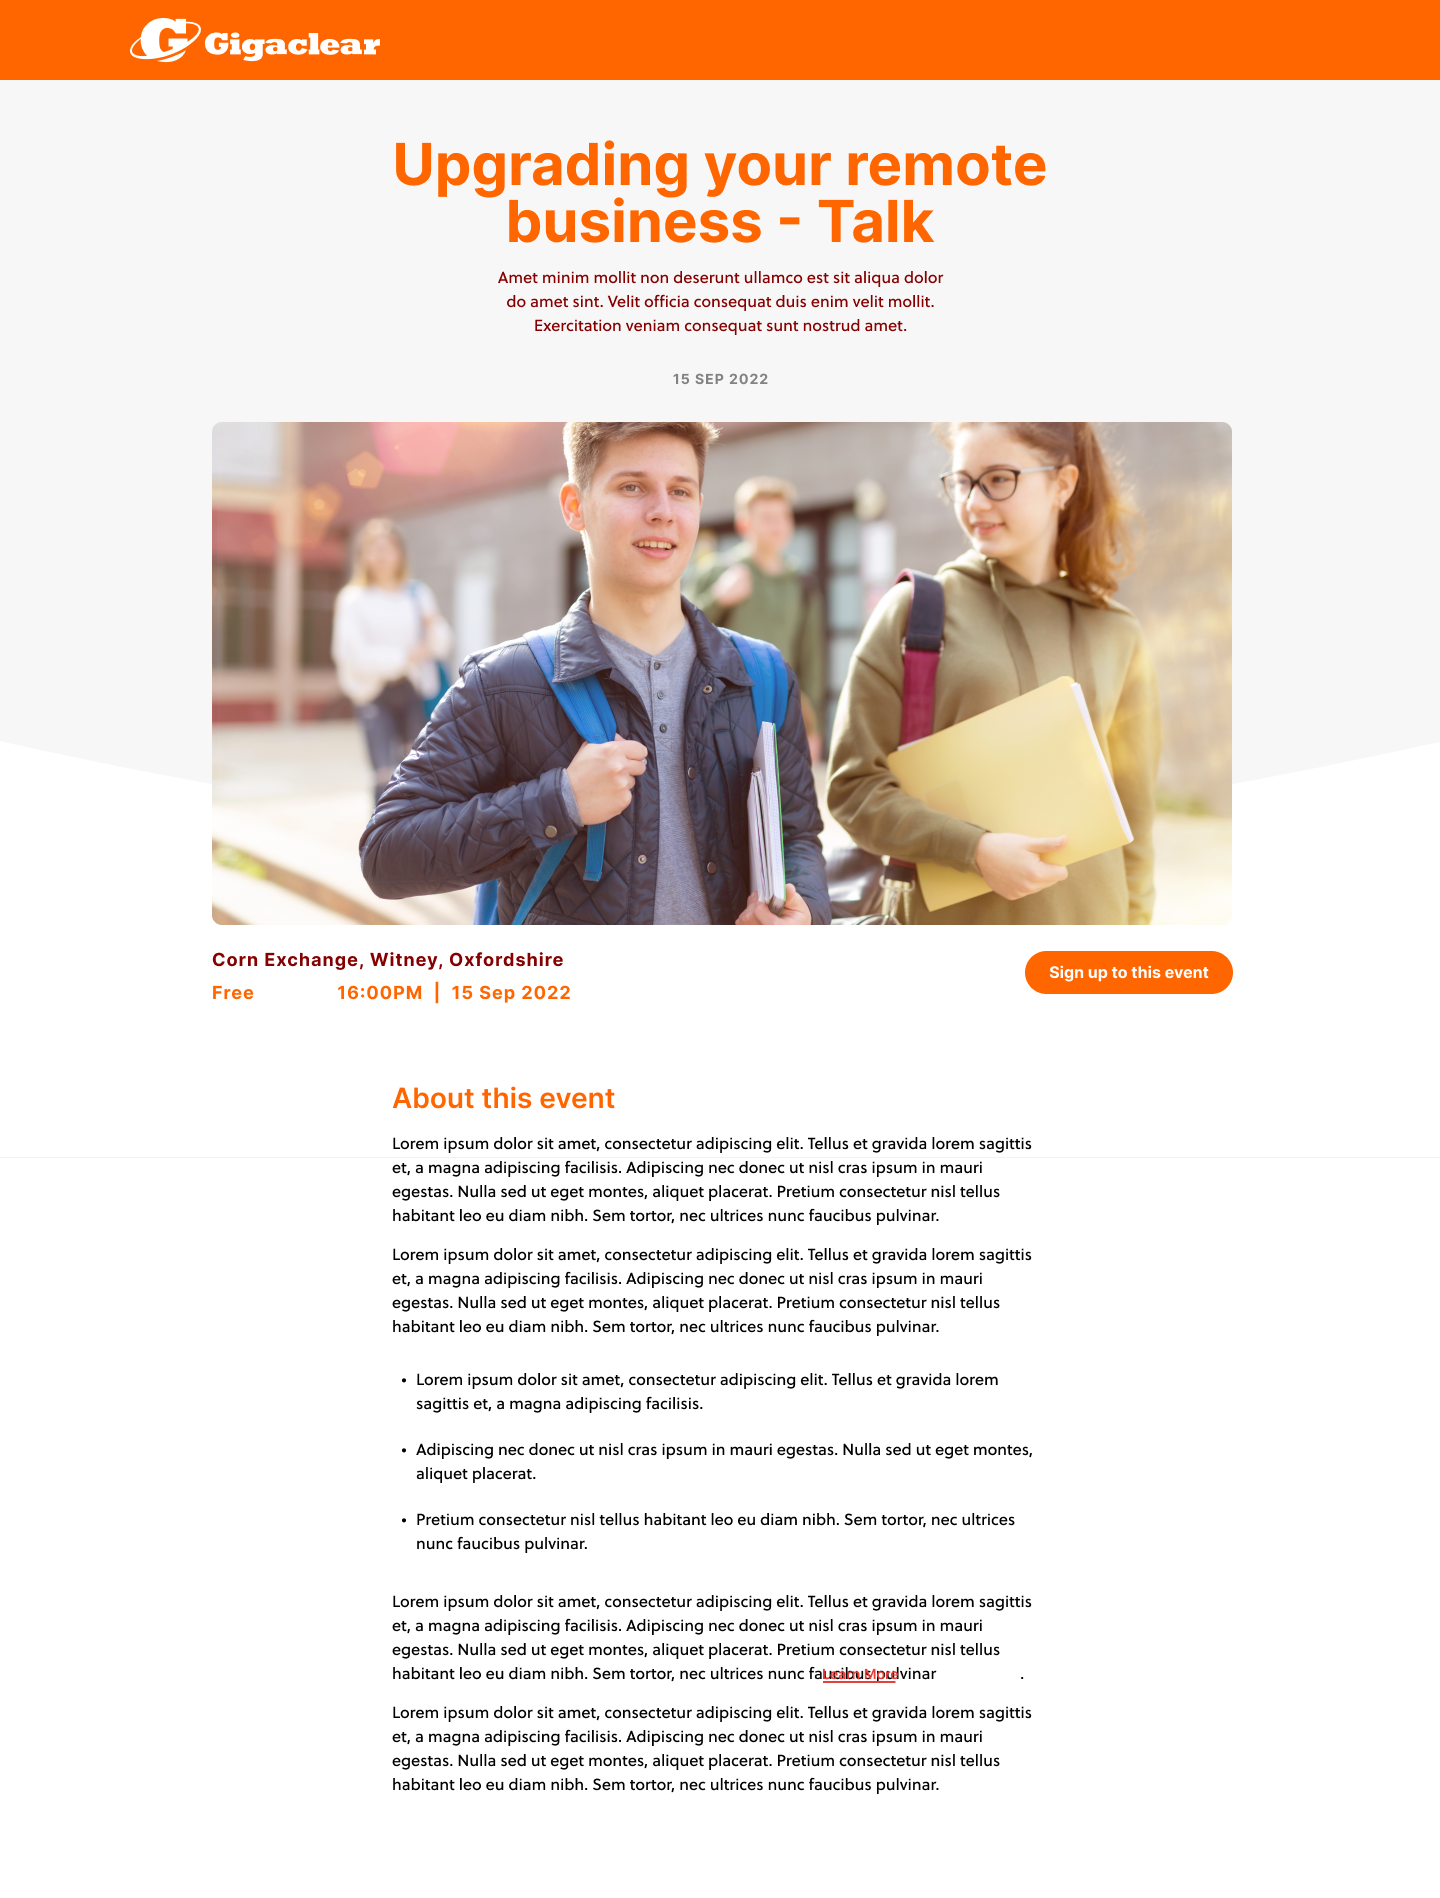 Gigaclear
Upgrading your remote
business - Talk
Amet minim mollit non deserunt ullamco est sit aliqua dolor
do amet sint. Velit officia consequat duis enim velit mollit.
Exercitation veniam consequat sunt nostrud amet.
15 SEP 2022
Corn Exchange, Witney, Oxfordshire
Free 16:00PM | 15 Sep 2022
Sign up to this event
About this event
Lorem ipsum dolor sit amet, consectetur adipiscing elit. Tellus et gravida lorem sagittis
et, a magna adipiscing facilisis. Adipiscing nec donec ut nisl cras ipsum in mauri
egestas. Nulla sed ut eget montes, aliquet placerat. Pretium consectetur nisl tellus
habitant leo eu diam nibh. Sem tortor, nec ultrices nunc faucibus pulvinar.
Lorem ipsum dolor sit amet, consectetur adipiscing elit. Tellus et gravida lorem sagittis
et, a magna adipiscing facilisis. Adipiscing nec donec ut nisl cras ipsum in mauri
egestas. Nulla sed ut eget montes, aliquet placerat. Pretium consectetur nisl tellus
habitant leo eu diam nibh. Sem tortor, nec ultrices nunc faucibus pulvinar.
• Lorem ipsum dolor sit amet, consectetur adipiscing elit. Tellus et gravida lorem
sagittis et, a magna adipiscing facilisis.
• Adipiscing nec donec ut nisl cras ipsum in mauri egestas. Nulla sed ut eget montes,
aliquet placerat.
• Pretium consectetur nisl tellus habitant leo eu diam nibh. Sem tortor, nec ultrices
nunc faucibus pulvinar.
Lorem ipsum dolor sit amet, consectetur adipiscing elit. Tellus et gravida lorem sagittis
et, a magna adipiscing facilisis. Adipiscing nec donec ut nisl cras ipsum in mauri
egestas. Nulla sed ut eget montes, aliquet placerat. Pretium consectetur nisl tellus
habitant leo eu diam nibh. Sem tortor, nec ultrices nunc faucibus pulvinar .
Learn More
Lorem ipsum dolor sit amet, consectetur adipiscing elit. Tellus et gravida lorem sagittis
et, a magna adipiscing facilisis. Adipiscing nec donec ut nisl cras ipsum in mauri
egestas. Nulla sed ut eget montes, aliquet placerat. Pretium consectetur nisl tellus
habitant leo eu diam nibh. Sem tortor, nec ultrices nunc faucibus pulvinar.